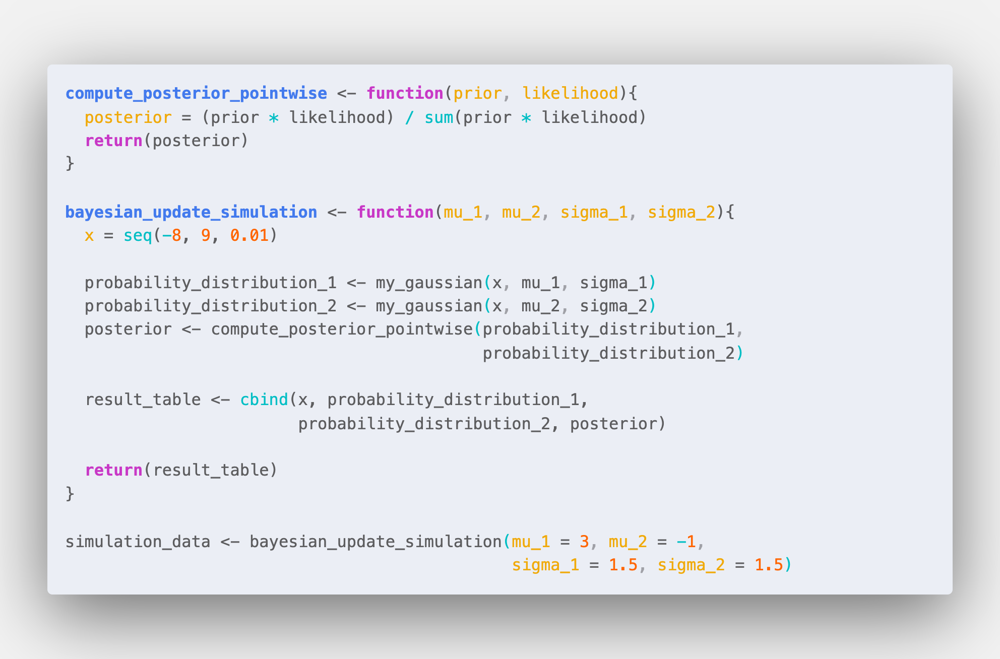 compute_posterior_pointwise <- function(prior, likelihood){
  posterior = (prior * likelihood) / sum(prior * likelihood)
  return(posterior)
}

bayesian_update_simulation <- function(mu_1, mu_2, sigma_1, sigma_2){
  x = seq(-8, 9, 0.01)

  probability_distribution_1 <- my_gaussian(x, mu_1, sigma_1)
  probability_distribution_2 <- my_gaussian(x, mu_2, sigma_2)
  posterior <- compute_posterior_pointwise(probability_distribution_1,
                                           probability_distribution_2)

  result_table <- cbind(x, probability_distribution_1,
                        probability_distribution_2, posterior)

  return(result_table)
}

simulation_data <- bayesian_update_simulation(mu_1 = 3, mu_2 = -1,
                                              sigma_1 = 1.5, sigma_2 = 1.5)